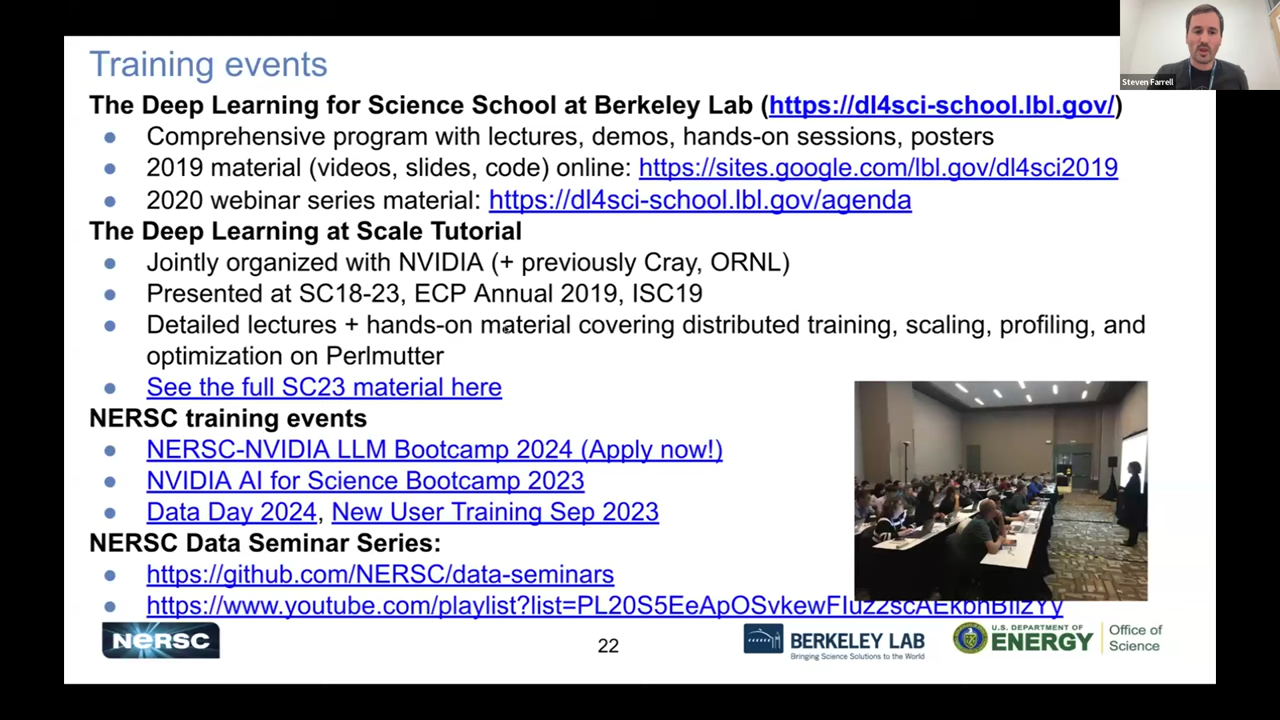 Training events
The Deep Learning for Science School at Berkeley Lab (https://dl4sci-school.lbl.gov/)
● Comprehensive program with lectures, demos, hands-on sessions, posters
● 2019 material (videos, slides, code) online: https://sites.google.com/lbl.gov/dl4sci2019
● 2020 webinar series material: https://dl4sci-school.lbl.gov/agenda
The Deep Learning at Scale Tutorial
● Jointly organized with NVIDIA (+ previously Cray, ORNL)
● Presented at SC18-23, ECP Annual 2019, ISC19
● Detailed lectures + hands-on material covering distributed training, scaling, profiling, and
optimization on Perlmutter
● See the full SC23 material here
NERSC training events
● NERSC-NVIDIA LLM Bootcamp 2024 (Apply now!)
● NVIDIA AI for Science Bootcamp 2023
● Data Day 2024, New User Training Sep 2023
NERSC Data Seminar Series:
● https://github.com/NERSC/data-seminars
Steven Farrell
NERSC
22
BERKELEY LAB
Bringing Science Solutions to the World
U.S. DEPARTMENT OF
ENERGY
Office of
Science